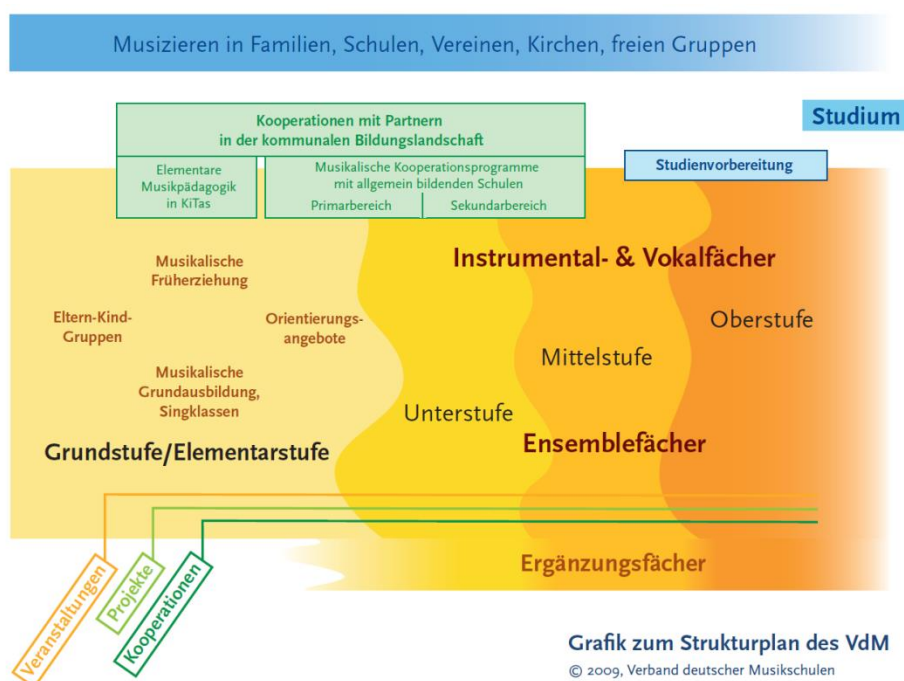 Musizieren in Familien, Schulen, Vereinen, Kirchen, freien Gruppen
Studium
Kooperationen mit Partnern
in der kommunalen Bildungslandschaft
Elementare
Musikpädagogik
in KiTas
Musikalische Kooperationsprogramme
mit allgemein bildenden Schulen
Primarbereich
Sekundarbereich
Studienvorbereitung
Musikalische
Früherziehung
Instrumental- & Vokalfächer
Eltern-Kind-
Gruppen
Orientierungs-
angebote
Oberstufe
Mittelstufe
Musikalische
Grundausbildung,
Singklassen
Unterstufe
Grundstufe/Elementarstufe
Ensemblefächer
Veranstaltungen
Projekte
Kooperationen
Ergänzungsfächer
Grafik zum Strukturplan des VdM
© 2009, Verband deutscher Musikschulen